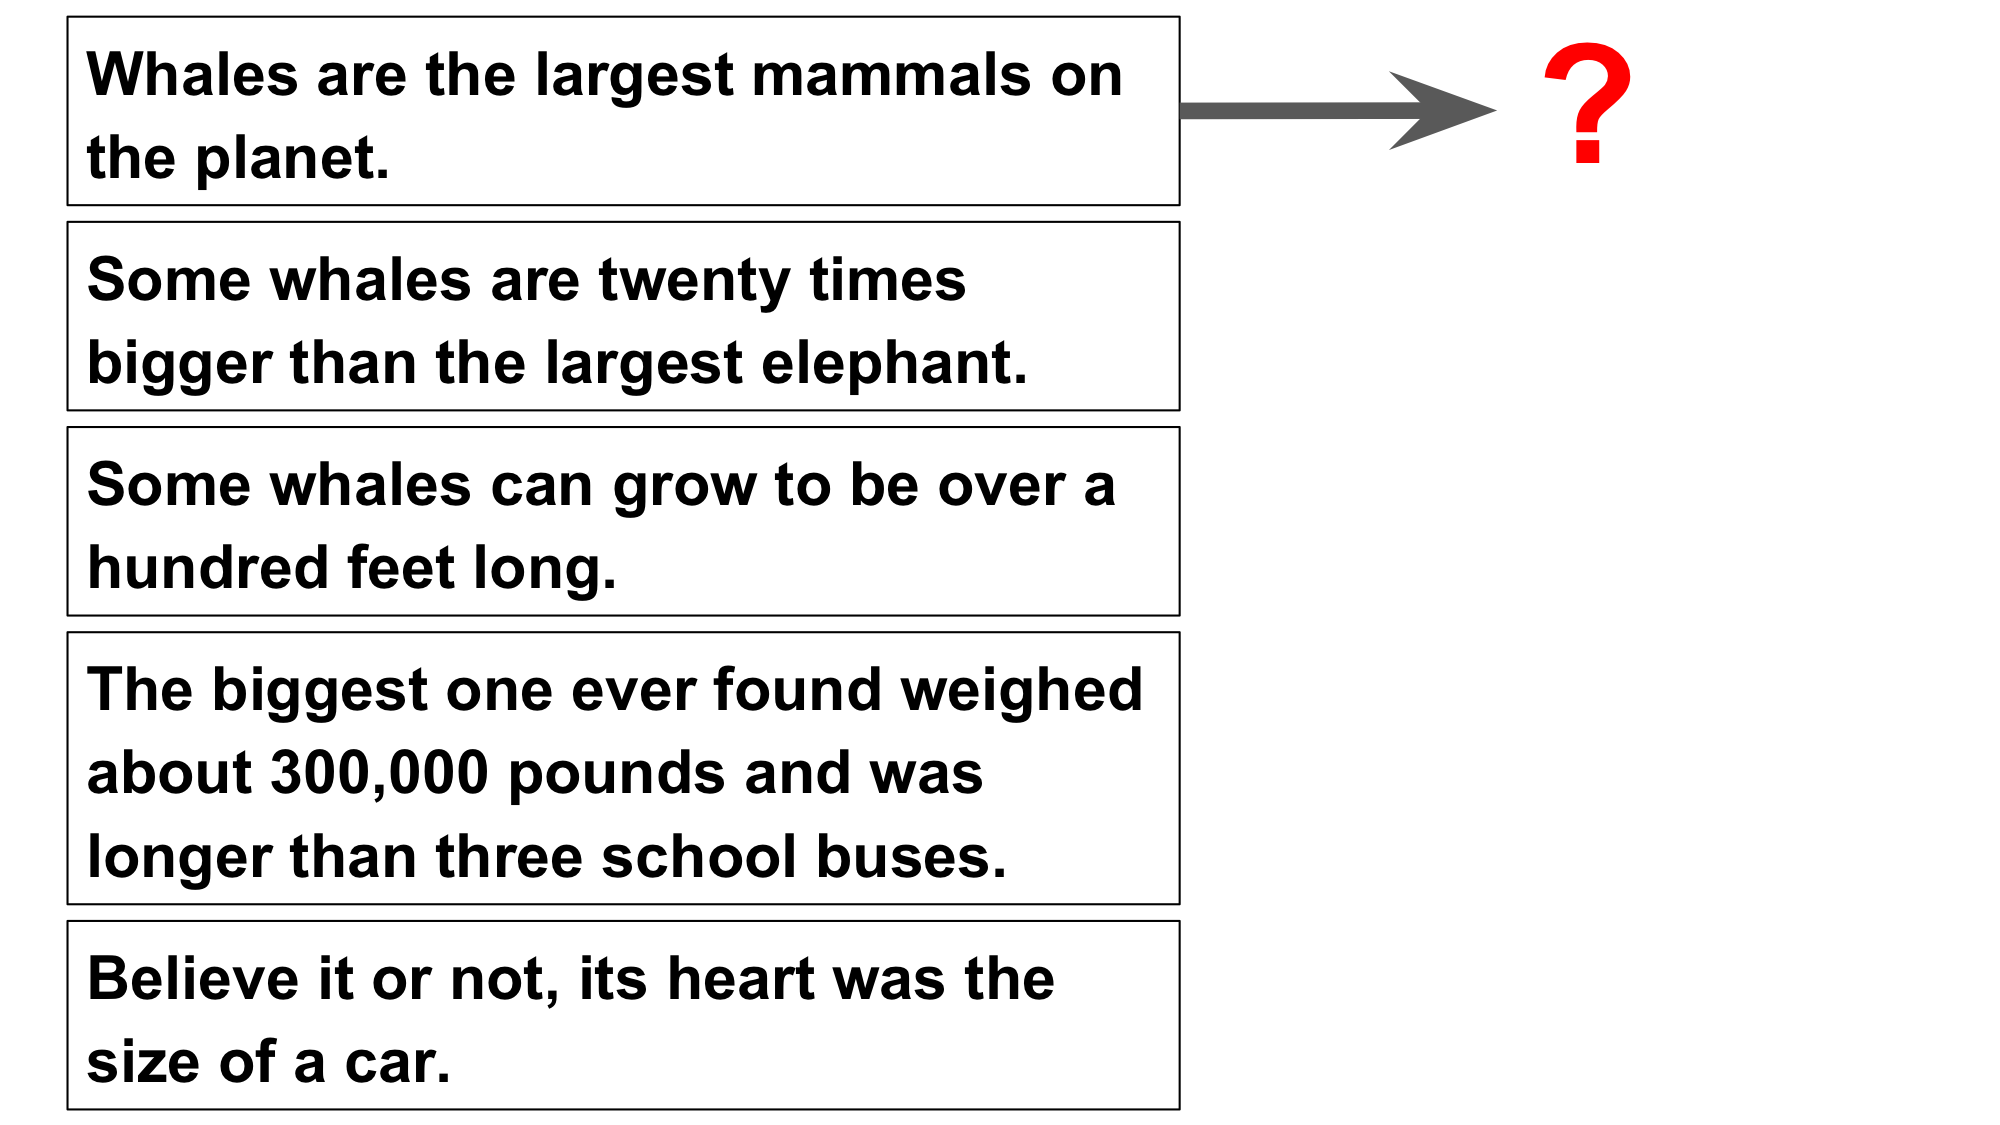 Whales are the largest mammals on
the planet.
?
Some whales are twenty times
bigger than the largest elephant.
Some whales can grow to be over a
hundred feet long.
The biggest one ever found weighed
about 300,000 pounds and was
longer than three school buses.
Believe it or not, its heart was the
size of a car.